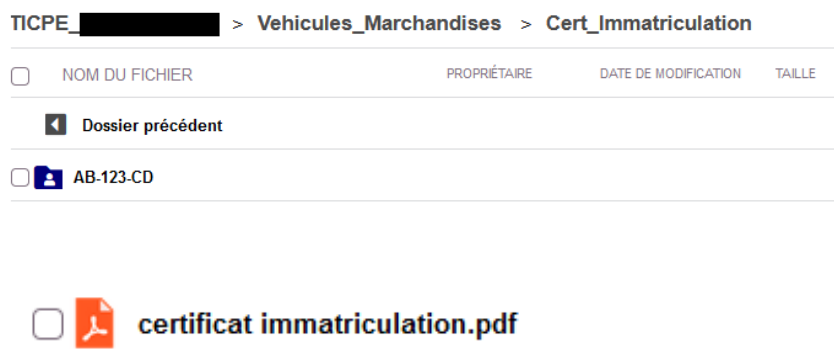 TICPE_ > Vehicules_Marchandises > Cert_Immatriculation
NOM DU FICHIER PROPRIÉTAIRE DATE DE MODIFICATION TAILLE
Dossier précédent
AB-123-CD
certificat immatriculation.pdf